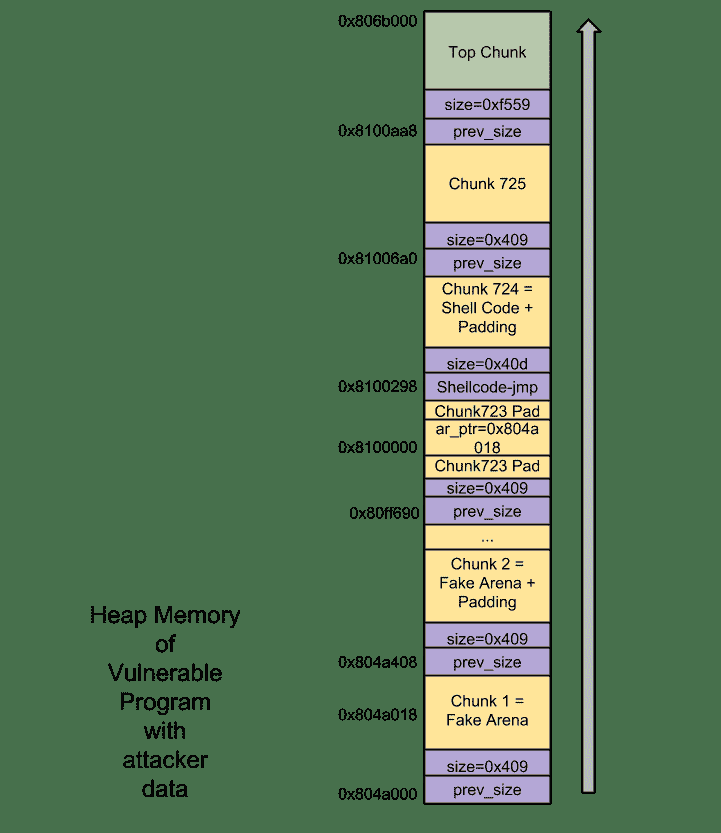 0x806b000
Top Chunk
size=0xf559
0x8100aa8
prev_size
Chunk 725
size=0x409
0x81006a0
prev_size
Chunk 724 =
Shell Code +
Padding
size=0x40d
0x8100298
Shellcode-jmp
Chunk723 Pad
ar_ptr=0x804a
018
0x8100000
Chunk723 Pad
size=0x409
0x80ff690
prev_size
...
Chunk 2 =
Fake Arena +
Padding
size=0x409
0x804a408
prev_size
Chunk 1 =
Fake Arena
0x804a018
size=0x409
0x804a000
prev_size
Heap Memory
of
Vulnerable
Program
with
attacker
data